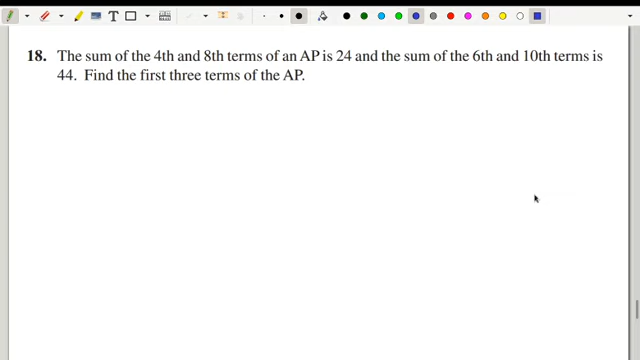 18. The sum of the 4th and 8th terms of an AP is 24 and the sum of the 6th and 10th terms is
44. Find the first three terms of the AP.